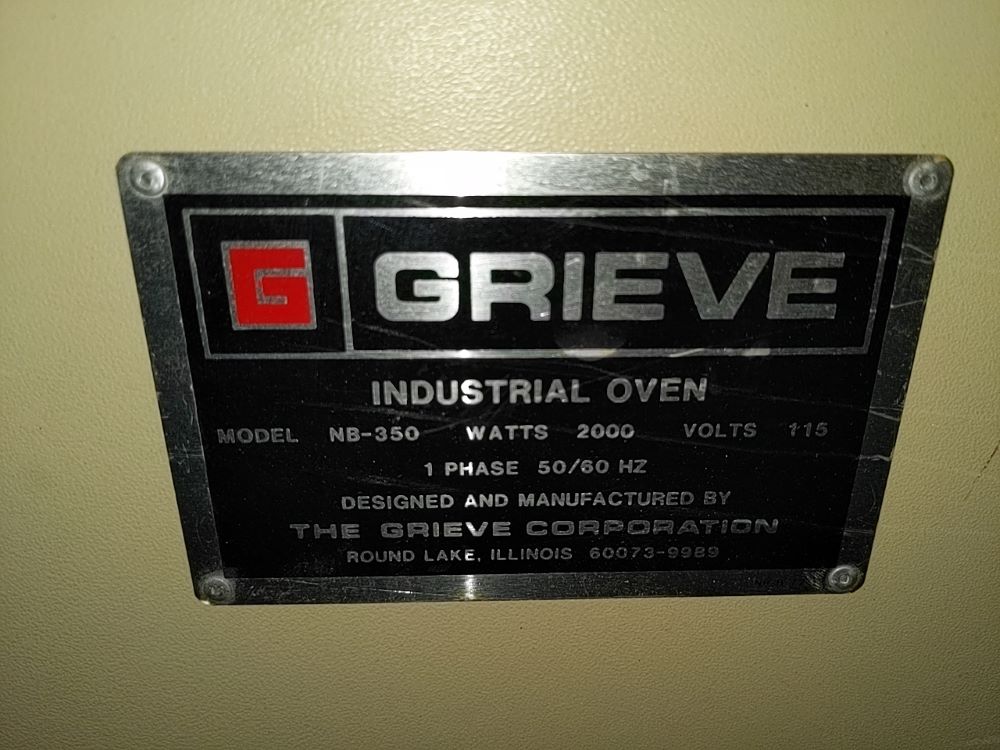 G GRIEVE
INDUSTRIAL OVEN
MODEL NB-350 WATTS 2000 VOLTS 115
1 PHASE 50/60 HZ
DESIGNED AND MANUFACTURED BY
THE GRIEVE CORPORATION
ROUND LAKE, ILLINOIS 60073-9989